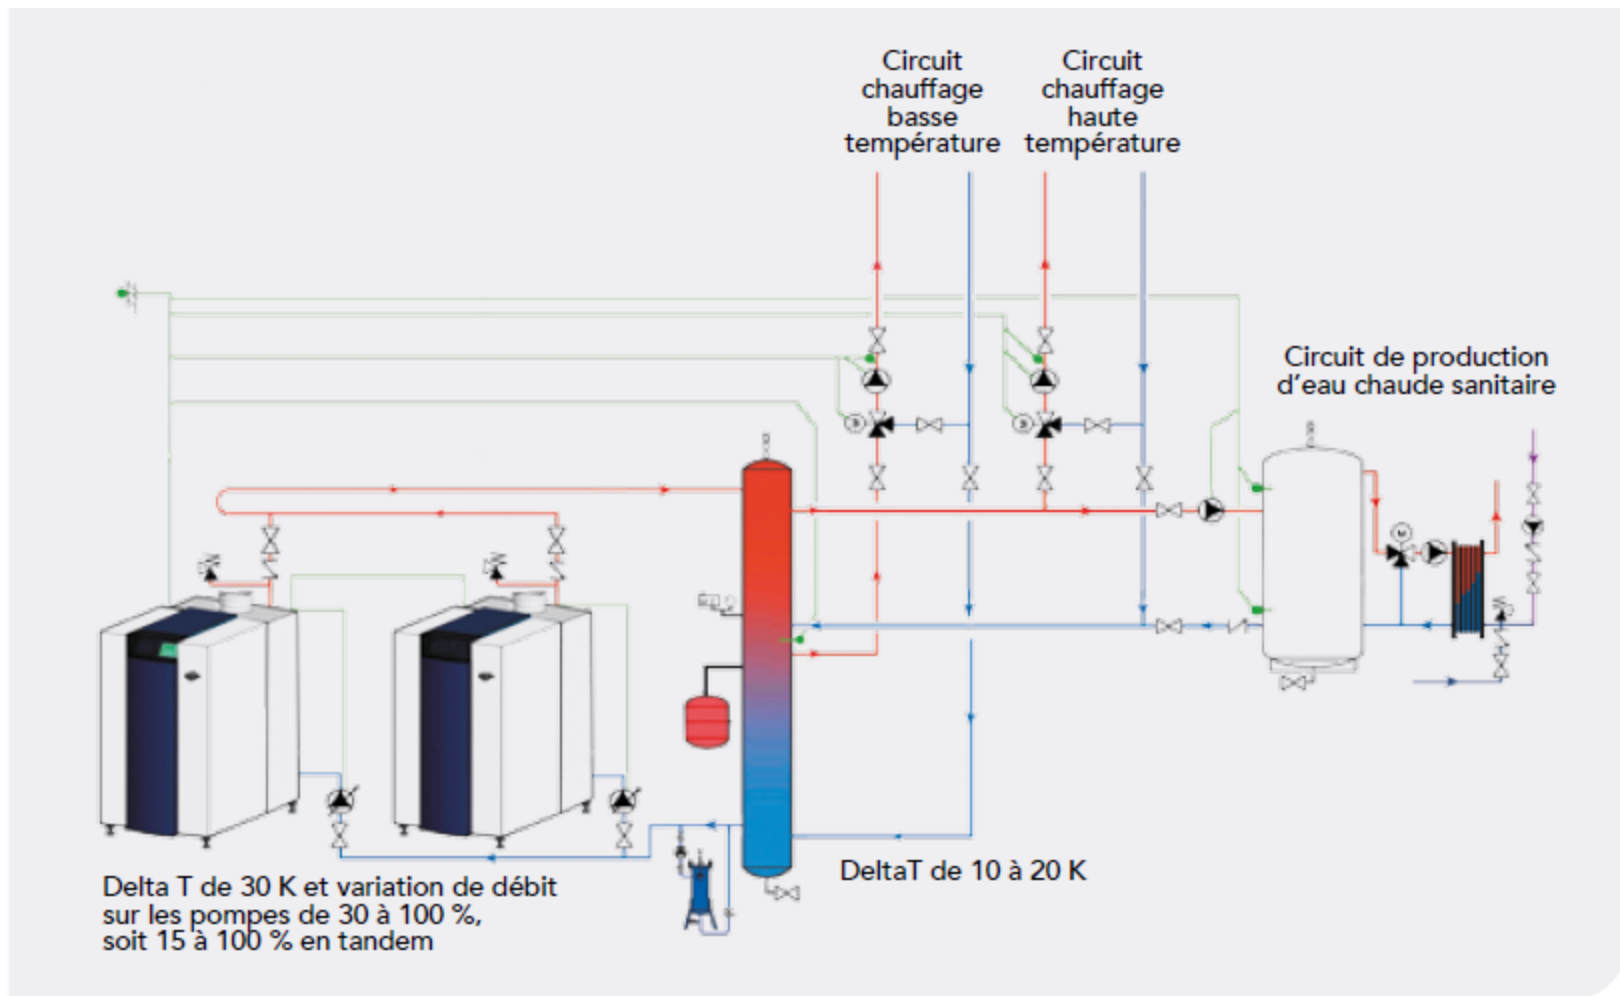 Circuit
chauffage
basse
température
Circuit
chauffage
haute
température
Circuit de production
d'eau chaude sanitaire
DeltaT de 10 à 20 K
Delta T de 30 K et variation de débit
sur les pompes de 30 à 100 %,
soit 15 à 100 % en tandem